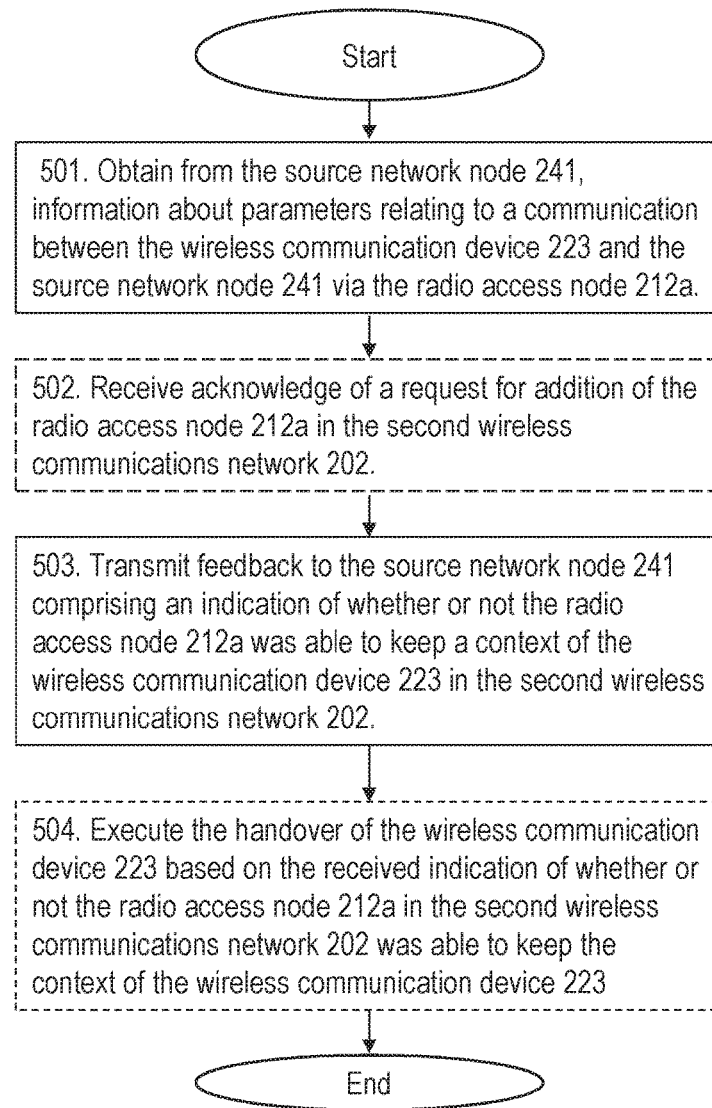 Start
501. Obtain from the source network node 241,
information about parameters relating to a communication
between the wireless communication device 223 and the
source network node 241 via the radio access node 212a.
502. Receive acknowledge of a request for addition of the
radio access node 212a in the second wireless
communications network 202.
503. Transmit feedback to the source network node 241
comprising an indication of whether or not the radio
access node 212a was able to keep a context of the
wireless communication device 223 in the second wireless
communications network 202.
504. Execute the handover of the wireless communication
device 223 based on the received indication of whether or
not the radio access node 212a in the second wireless
communications network 202 was able to keep the
context of the wireless communication device 223
End